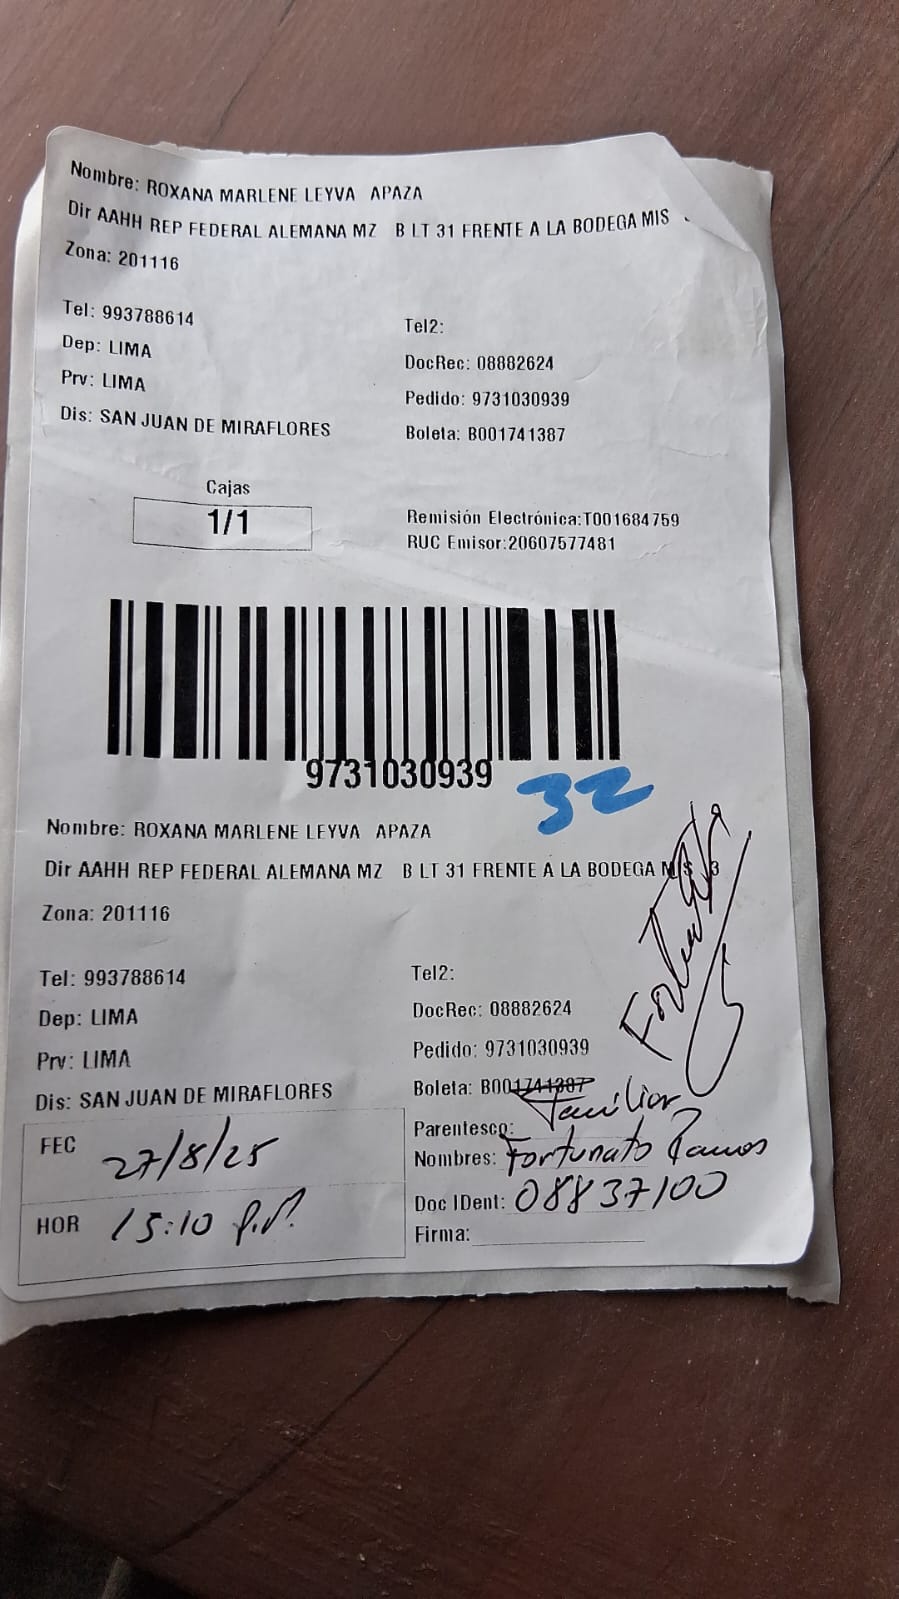 Nombre: ROXANA MARLENE LEYVA APAZA
Dir AAHH REP FEDERAL ALEMANA MZ B LT 31 FRENTE A LA BODEGA MIS
Zona: 201116
Tel: 993788614 Tel2:
Dep: LIMA DocRec: 08882624
Prv: LIMA Pedido: 9731030939
Dis: SAN JUAN DE MIRAFLORES Boleta: B001741387
Cajas
1/1
Remisión Electrónica:T001684759
RUC Emisor:20607577481
9731030939
32
Nombre: ROXANA MARLENE LEYVA APAZA
Dir AAHH REP FEDERAL ALEMANA MZ B LT 31 FRENTE A LA BODEGA MIS
Zona: 201116
Tel: 993788614 Tel2:
Dep: LIMA DocRec: 08882624
Prv: LIMA Pedido: 9731030939
Dis: SAN JUAN DE MIRAFLORES Boleta: B001741387
FEC 27/8/25
HOR 15:10 P.M.
Parentesco: Familiar
Nombres: Fortunato Ramos
Doc IDent: 08837100
Firma: